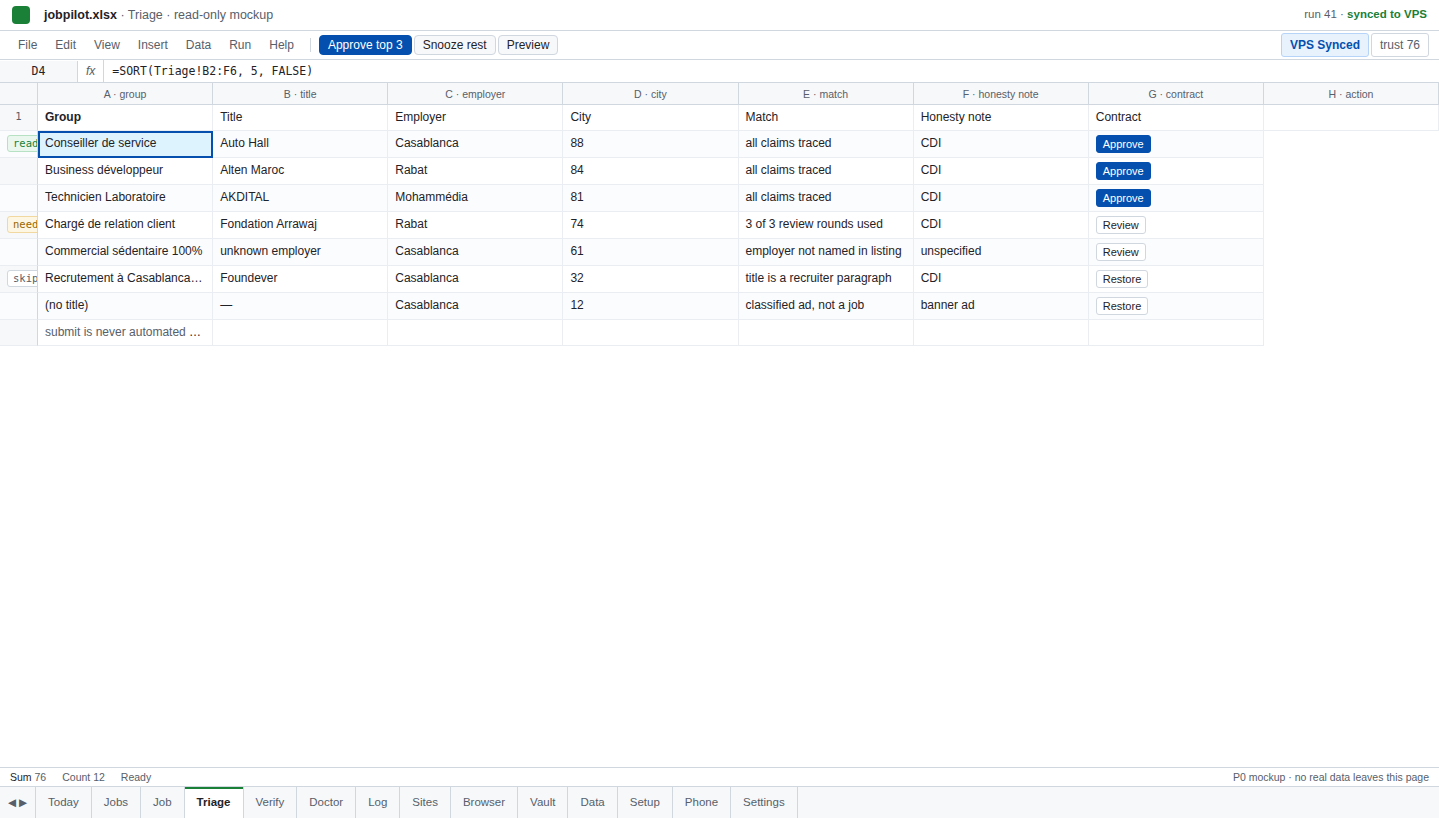 jobpilot.xlsx · Triage · read-only mockup
run 41 · synced to VPS
File Edit View Insert Data Run Help Approve top 3 Snooze rest Preview VPS Synced trust 76
D4 fx =SORT(Triage!B2:F6, 5, FALSE)
A · group B · title C · employer D · city E · match F · honesty note G · contract H · action
1 Group Title Employer City Match Honesty note Contract
read Conseiller de service Auto Hall Casablanca 88 all claims traced CDI Approve
Business développeur Alten Maroc Rabat 84 all claims traced CDI Approve
Technicien Laboratoire AKDITAL Mohammédia 81 all claims traced CDI Approve
need Chargé de relation client Fondation Arrawaj Rabat 74 3 of 3 review rounds used CDI Review
Commercial sédentaire 100% unknown employer Casablanca 61 employer not named in listing unspecified Review
skip Recrutement à Casablanca… Foundever Casablanca 32 title is a recruiter paragraph CDI Restore
(no title) — Casablanca 12 classified ad, not a job banner ad Restore
submit is never automated …
Sum 76 Count 12 Ready P0 mockup · no real data leaves this page
◀ ▶ Today Jobs Job Triage Verify Doctor Log Sites Browser Vault Data Setup Phone Settings